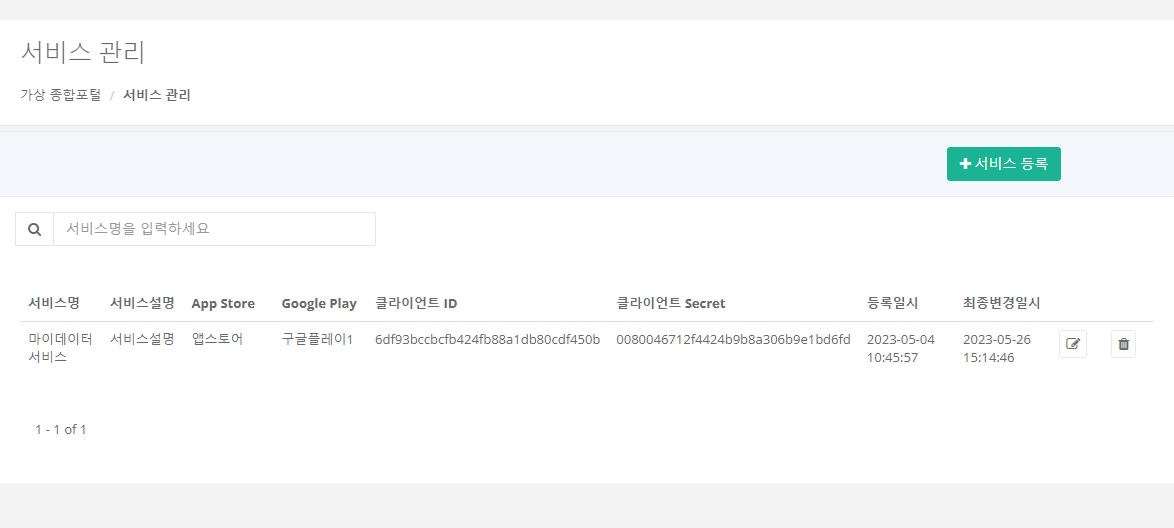 서비스 관리
가상 종합포털 / 서비스 관리
서비스 등록
서비스명을 입력하세요
서비스명 서비스설명 App Store Google Play 클라이언트 ID 클라이언트 Secret 등록일시 최종변경일시
마이데이터 서비스설명 앱스토어 구글플레이1 6df93bccbcfb424fb88a1db80cdf450b 0080046712f4424b9b8a306b9e1bd6fd 2023-05-04 2023-05-26
서비스 10:45:57 15:14:46
1 - 1 of 1